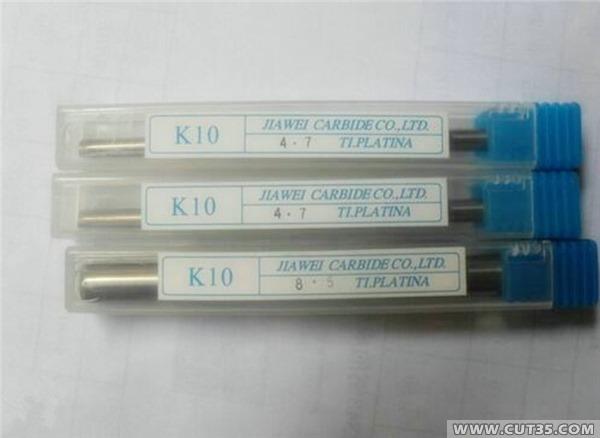 K10
JIAWEI CARBIDE CO.,LTD.
4.7 TI.PLATINA
K10
JIAWEI CARBIDE CO.,LTD.
4.7 TI.PLATINA
K10
JIAWEI CARBIDE CO.,LTD.
8.5 TI.PLATINA
WWW.CUT35.COM